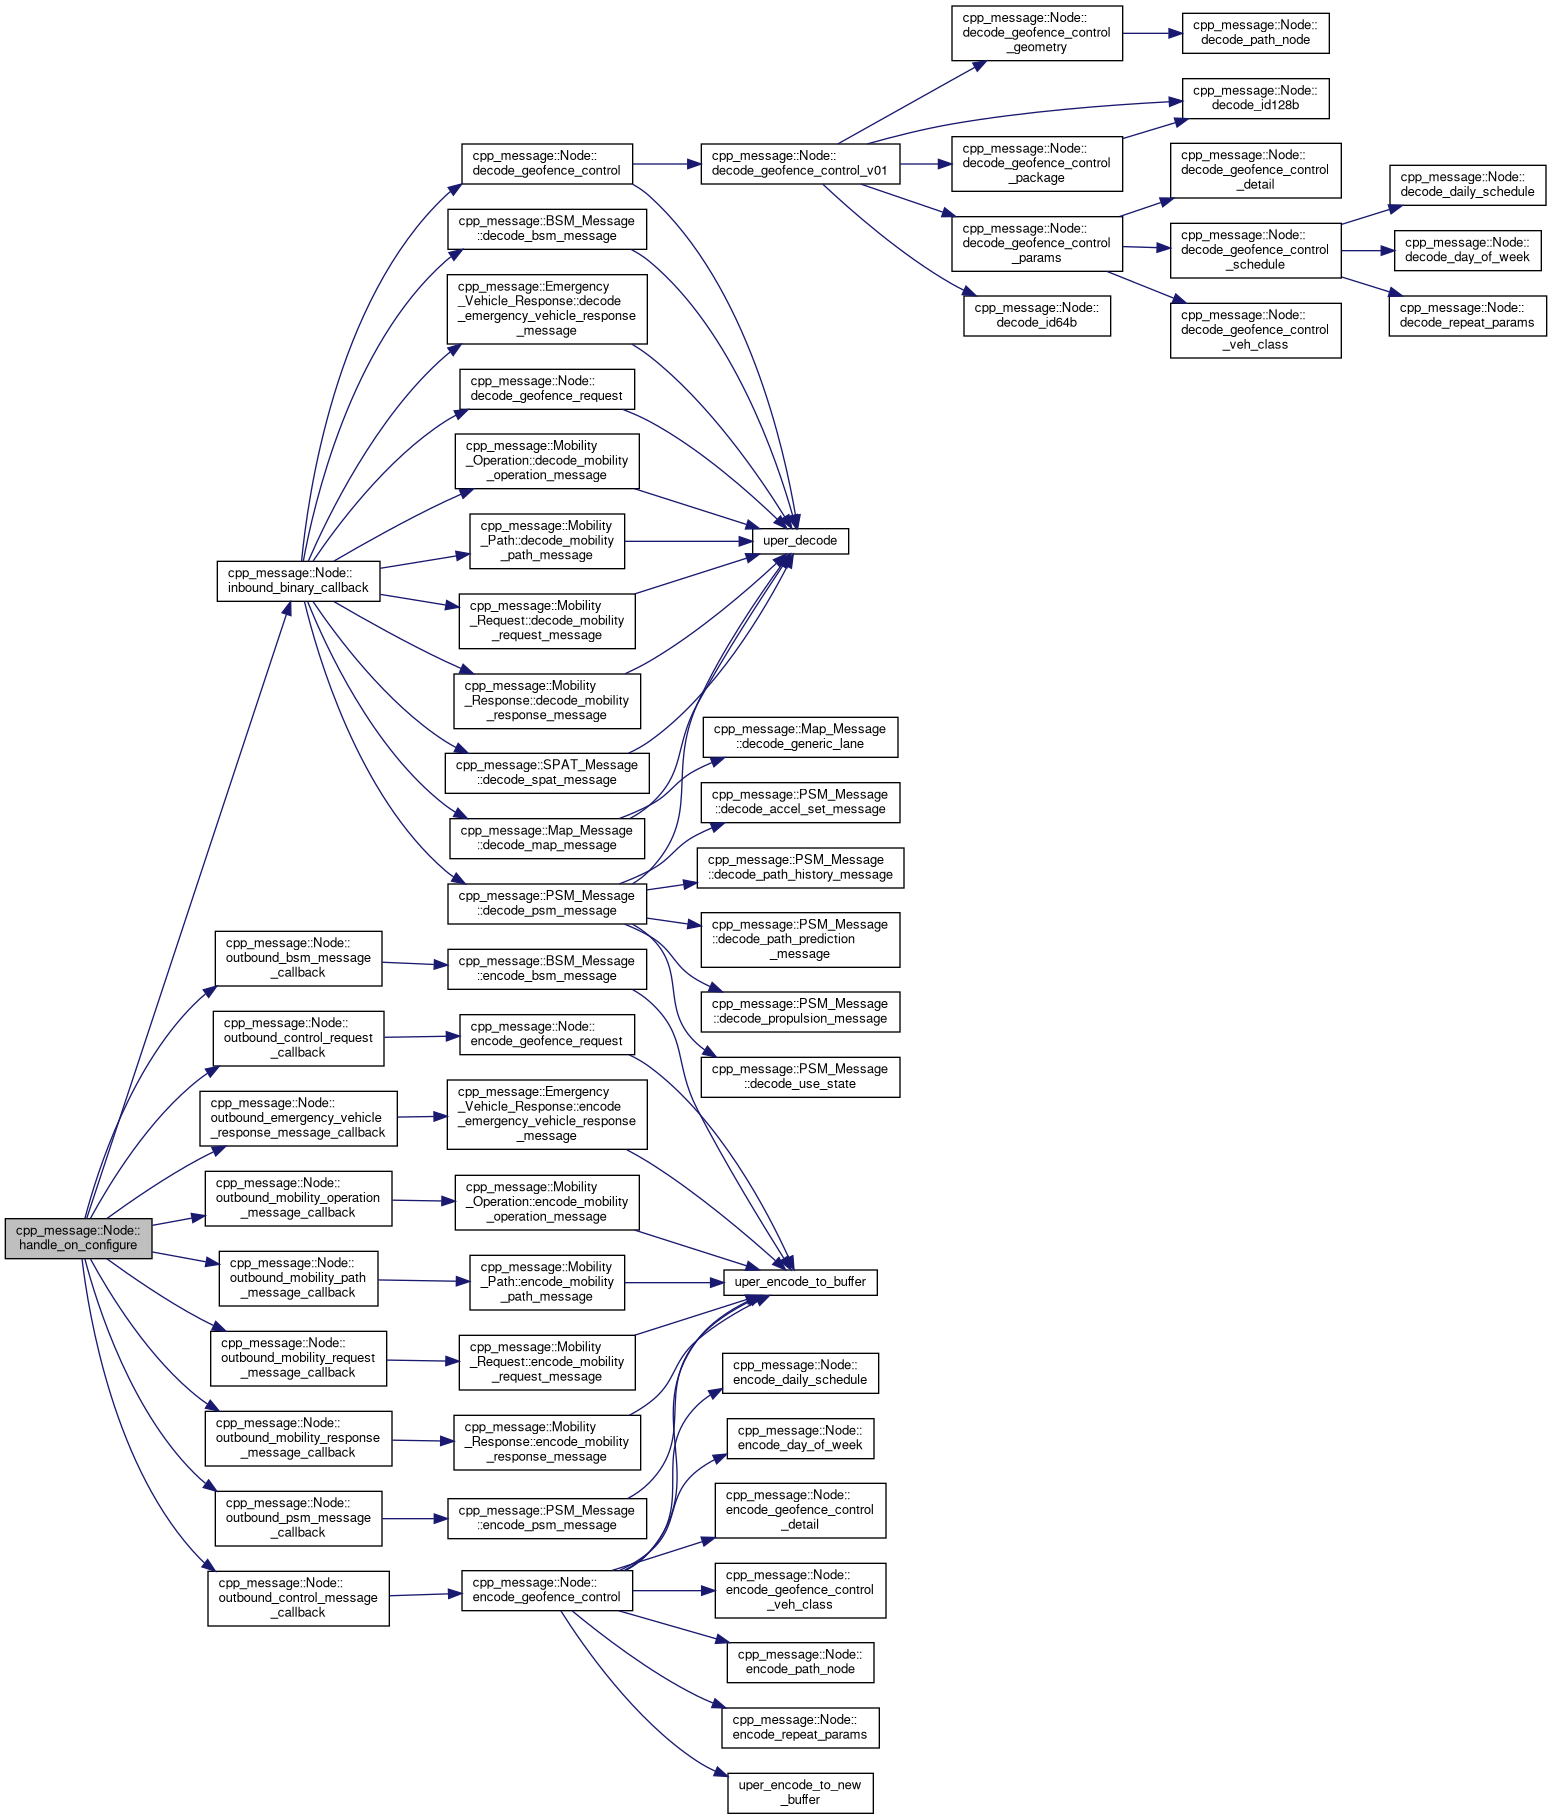 cpp_message::Node::
handle_on_configure
cpp_message::Node::
inbound_binary_callback
cpp_message::Node::
outbound_bsm_message
_callback
cpp_message::Node::
outbound_control_request
_callback
cpp_message::Node::
outbound_emergency_vehicle
_response_message_callback
cpp_message::Node::
outbound_mobility_operation
_message_callback
cpp_message::Node::
outbound_mobility_path
_message_callback
cpp_message::Node::
outbound_mobility_request
_message_callback
cpp_message::Node::
outbound_mobility_response
_message_callback
cpp_message::Node::
outbound_psm_message
_callback
cpp_message::Node::
outbound_control_message
_callback
cpp_message::Node::
decode_geofence_control
cpp_message::BSM_Message
::decode_bsm_message
cpp_message::Emergency
_Vehicle_Response::decode
_emergency_vehicle_response
_message
cpp_message::Node::
decode_geofence_request
cpp_message::Mobility
_Operation::decode_mobility
_operation_message
cpp_message::Mobility
_Path::decode_mobility
_path_message
cpp_message::Mobility
_Request::decode_mobility
_request_message
cpp_message::Mobility
_Response::decode_mobility
_response_message
cpp_message::SPAT_Message
::decode_spat_message
cpp_message::Map_Message
::decode_map_message
cpp_message::PSM_Message
::decode_psm_message
cpp_message::BSM_Message
::encode_bsm_message
cpp_message::Node::
encode_geofence_request
cpp_message::Emergency
_Vehicle_Response::encode
_emergency_vehicle_response
_message
cpp_message::Mobility
_Operation::encode_mobility
_operation_message
cpp_message::Mobility
_Path::encode_mobility
_path_message
cpp_message::Mobility
_Request::encode_mobility
_request_message
cpp_message::Mobility
_Response::encode_mobility
_response_message
cpp_message::PSM_Message
::encode_psm_message
cpp_message::Node::
encode_geofence_control
cpp_message::Node::
decode_geofence_control_v01
uper_decode
cpp_message::Map_Message
::decode_generic_lane
cpp_message::PSM_Message
::decode_accel_set_message
cpp_message::PSM_Message
::decode_path_history_message
cpp_message::PSM_Message
::decode_path_prediction
_message
cpp_message::PSM_Message
::decode_propulsion_message
cpp_message::PSM_Message
::decode_use_state
uper_encode_to_buffer
cpp_message::Node::
encode_daily_schedule
cpp_message::Node::
encode_day_of_week
cpp_message::Node::
encode_geofence_control
_detail
cpp_message::Node::
encode_geofence_control
_veh_class
cpp_message::Node::
encode_path_node
cpp_message::Node::
encode_repeat_params
uper_encode_to_new
_buffer
cpp_message::Node::
decode_geofence_control
_geometry
cpp_message::Node::
decode_geofence_control
_package
cpp_message::Node::
decode_geofence_control
_params
cpp_message::Node::
decode_id64b
cpp_message::Node::
decode_path_node
cpp_message::Node::
decode_id128b
cpp_message::Node::
decode_geofence_control
_detail
cpp_message::Node::
decode_geofence_control
_schedule
cpp_message::Node::
decode_geofence_control
_veh_class
cpp_message::Node::
decode_daily_schedule
cpp_message::Node::
decode_day_of_week
cpp_message::Node::
decode_repeat_params